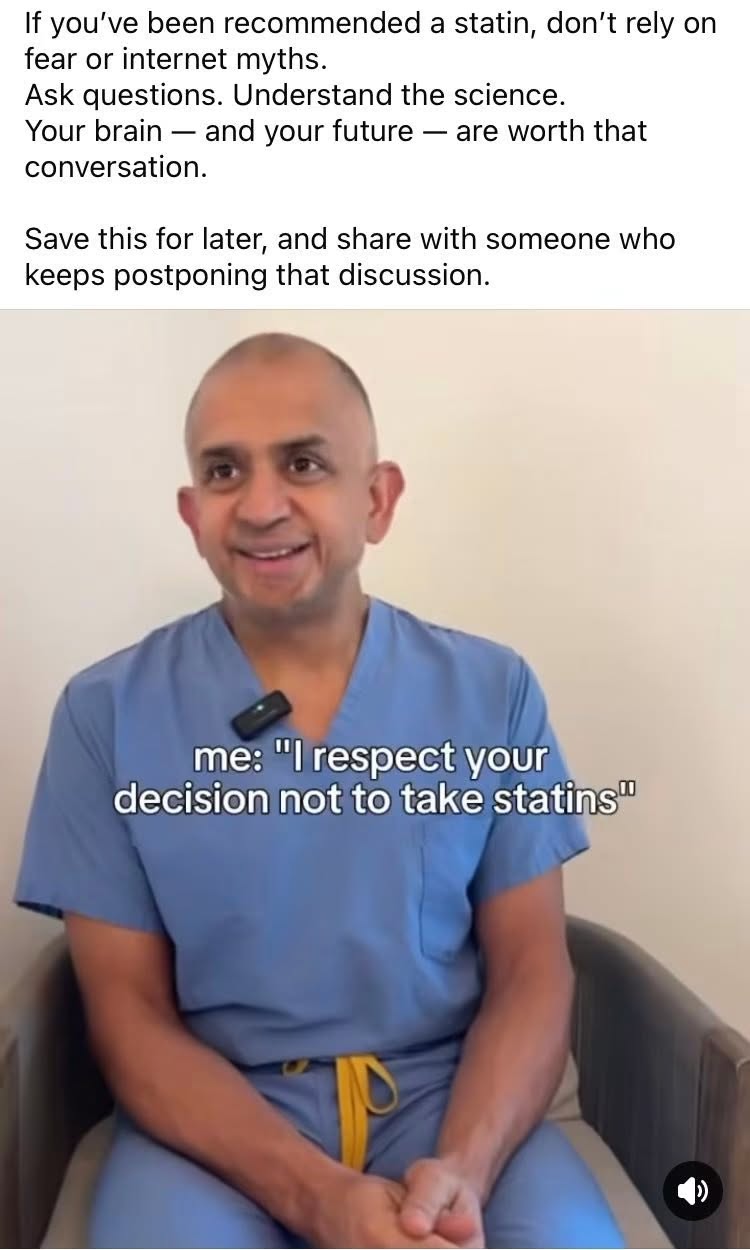 If you’ve been recommended a statin, don’t rely on
fear or internet myths.
Ask questions. Understand the science.
Your brain — and your future — are worth that
conversation.
Save this for later, and share with someone who
keeps postponing that discussion.
me: "I respect your
decision not to take statins"